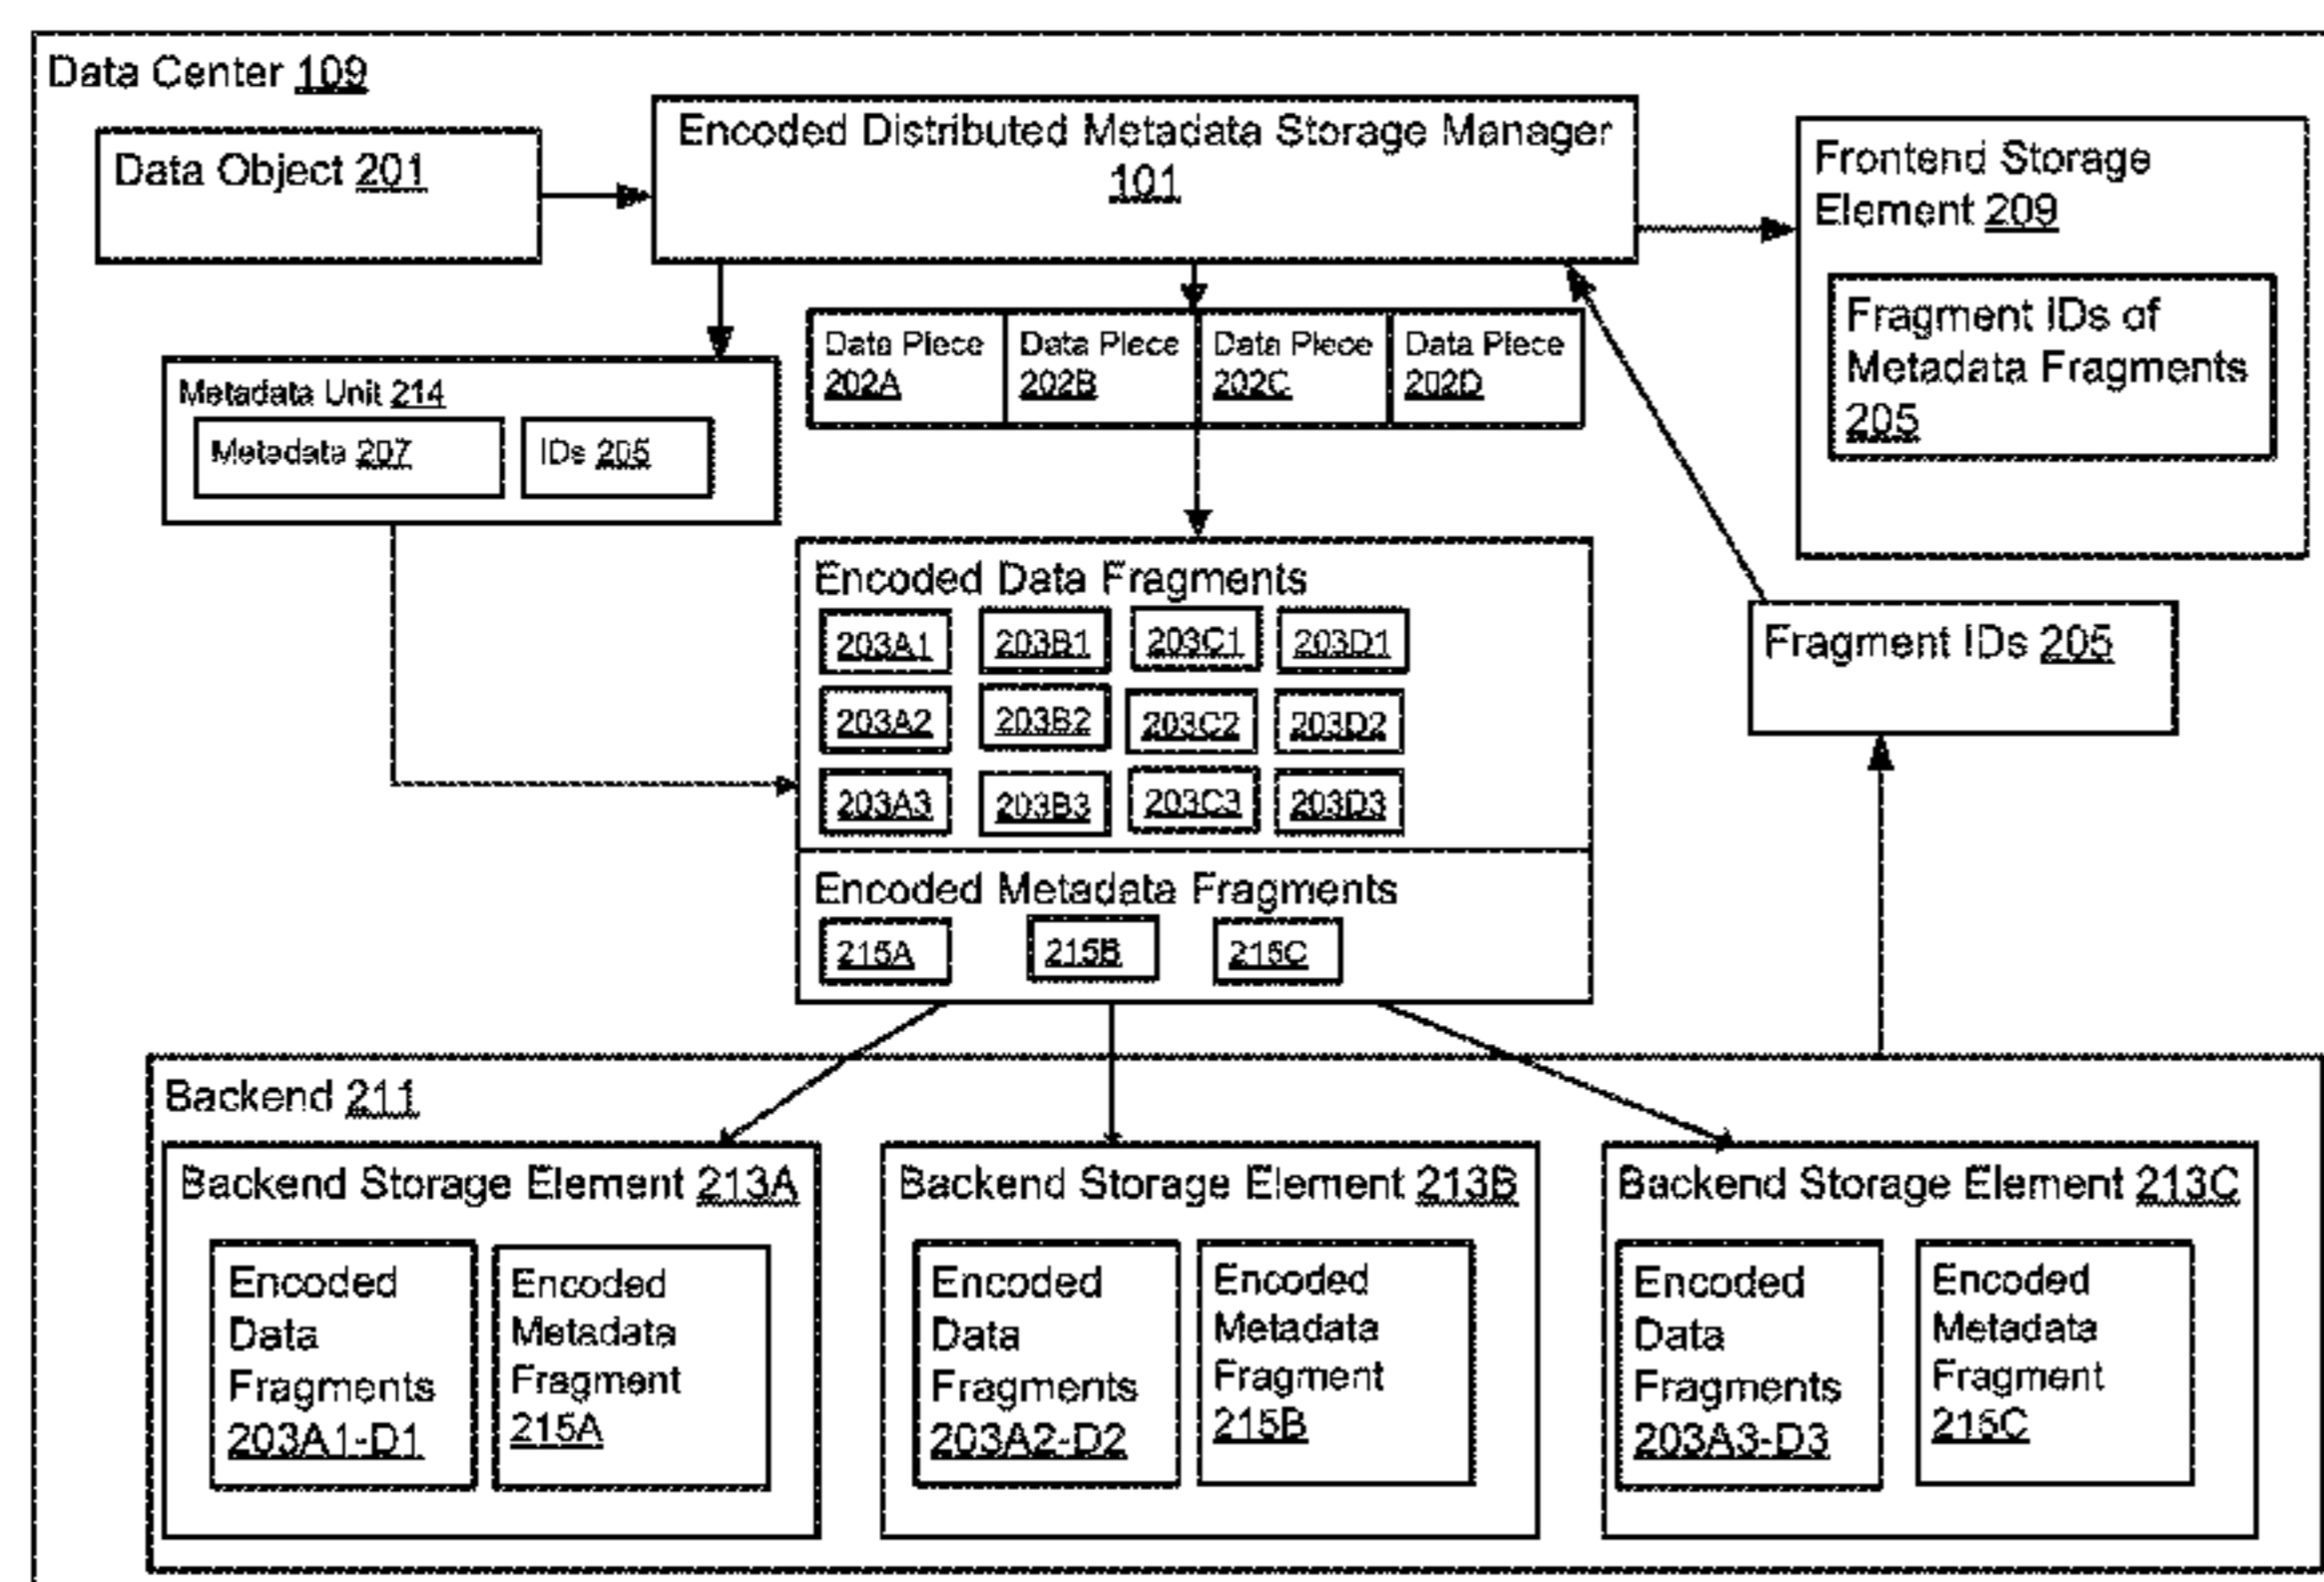 Data Center 109
Data Object 201
Encoded Distributed Metadata Storage Manager
101
Frontend Storage
Element 209
Fragment IDs of
Metadata Fragments
205
Data Piece
202A
Data Piece
202B
Data Piece
202C
Data Piece
202D
Metadata Unit 214
Metadata 207
IDs 205
Encoded Data Fragments
203A1 203B1 203C1 203D1
203A2 203B2 203C2 203D2
203A3 203B3 203C3 203D3
Fragment IDs 205
Encoded Metadata Fragments
215A 215B 215C
Backend 211
Backend Storage Element 213A
Encoded
Data
Fragments
203A1-D1
Encoded
Metadata
Fragment
215A
Backend Storage Element 213B
Encoded
Data
Fragments
203A2-D2
Encoded
Metadata
Fragment
215B
Backend Storage Element 213C
Encoded
Data
Fragments
203A3-D3
Encoded
Metadata
Fragment
215C